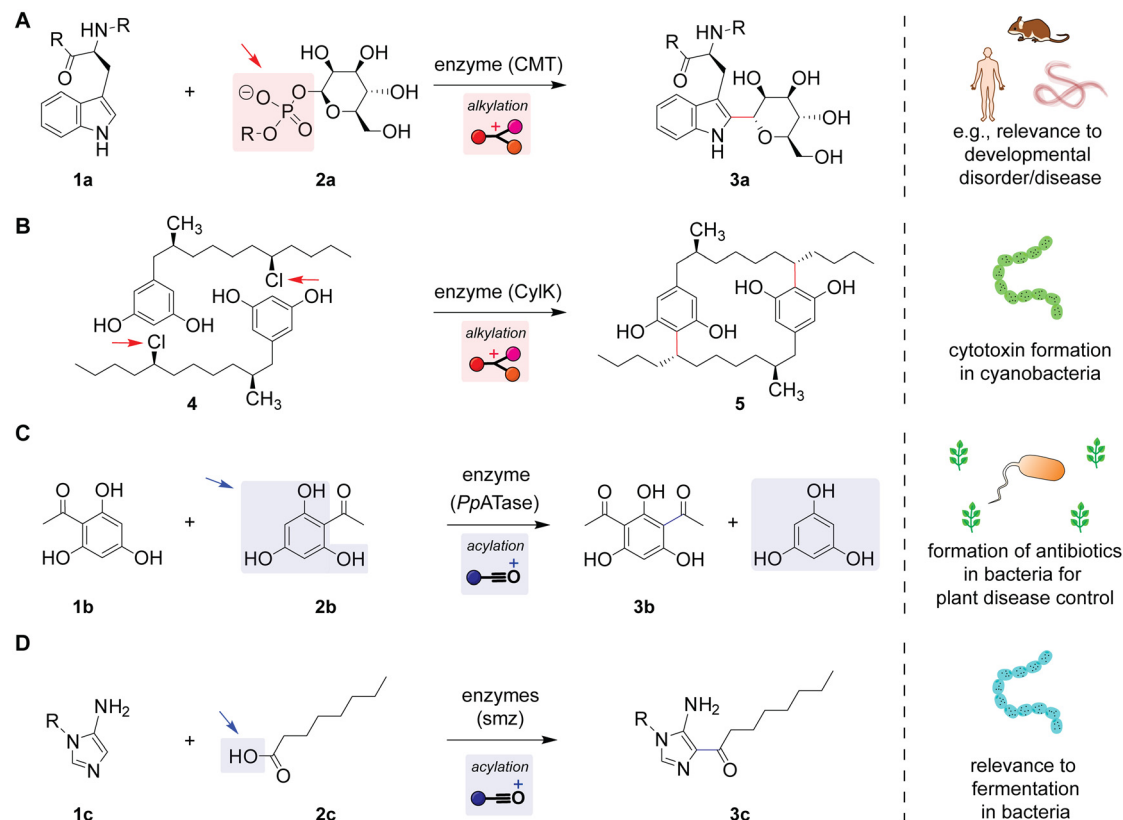 A
R
HN-R
O
N
H
1a
+
⊖
O
P
O
O
R-O
HO
OH
O
OH
OH
2a
enzyme (CMT)
alkylation
+
R
HN-R
O
N
H
OH
OH
O
OH
OH
3a
e.g., relevance to
developmental
disorder/disease
B
CH3
Cl
HO
OH
HO
OH
Cl
CH3
4
enzyme (CylK)
alkylation
+
CH3
HO
OH
HO
OH
CH3
5
cytotoxin formation
in cyanobacteria
C
O
OH
HO
OH
1b
+
OH
O
HO
OH
2b
enzyme
(PpATase)
acylation
+
O
O
OH
O
HO
OH
3b
+
OH
HO
OH
formation of antibiotics
in bacteria for
plant disease control
D
R
NH2
N
N
1c
+
HO
O
2c
enzymes
(smz)
acylation
+
O
R
NH2
N
N
O
3c
relevance to
fermentation
in bacteria